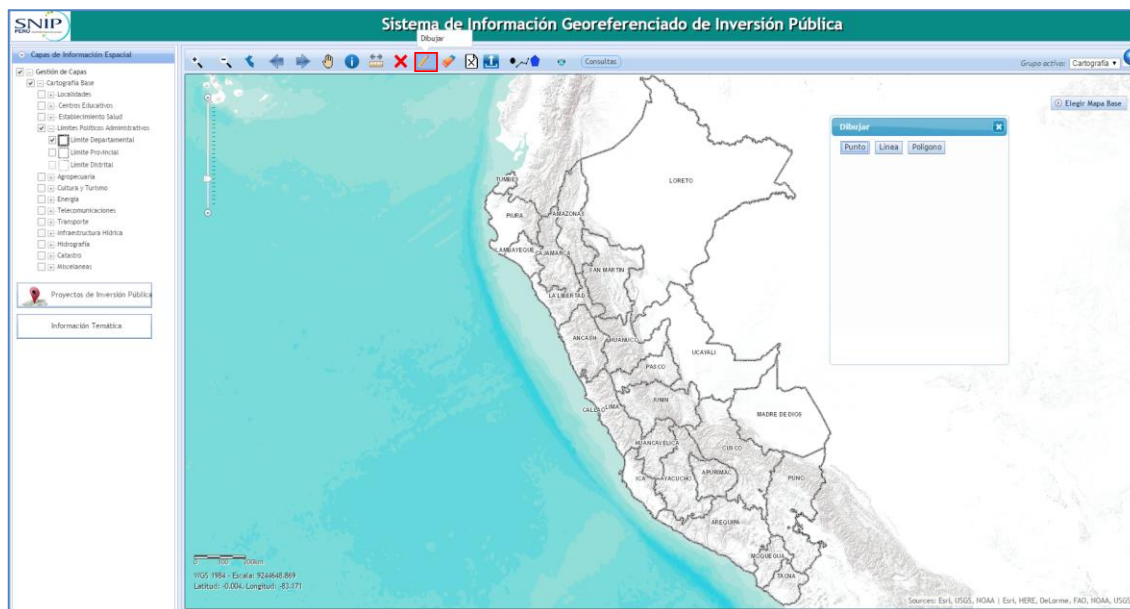 SNIP
PERÚ
Sistema de Información Georeferenciado de Inversión Pública
Dibujar
Capas de Información Espacial
Consultas
Grupo activo: Cartografía
Gestión de Capas
Cartografía Base
Localidades
Centros Educativos
Establecimiento Salud
Límites Políticos Administrativos
Límite Departamental
Límite Provincial
Límite Distrital
Agropecuaria
Cultura y Turismo
Energía
Telecomunicaciones
Transporte
Infraestructura Hídrica
Hidrografía
Catastro
Misceláneas
Proyectos de Inversión Pública
Información Temática
Elegir Mapa Base
Dibujar
Punto Línea Polígono
LORETO
TUMBES
PIURA
AMAZONAS
LAMBAYEQUE
CAJAMARCA
SAN MARTIN
LA LIBERTAD
ANCASH
HUANUCO
UCAYALI
PASCO
JUNIN
CALLAO
LIMA
MADRE DE DIOS
HUANCAVELICA
CUSCO
ICA
AYACUCHO
APURIMAC
PUNO
AREQUIPA
MOQUEGUA
TACNA
0 100 200km
WGS 1984 - Escala: 9244648.869
Latitud: -0.004, Longitud: -83.171
Sources: Esri, USGS, NOAA | Esri, HERE, DeLorme, FAO, NOAA, USGS